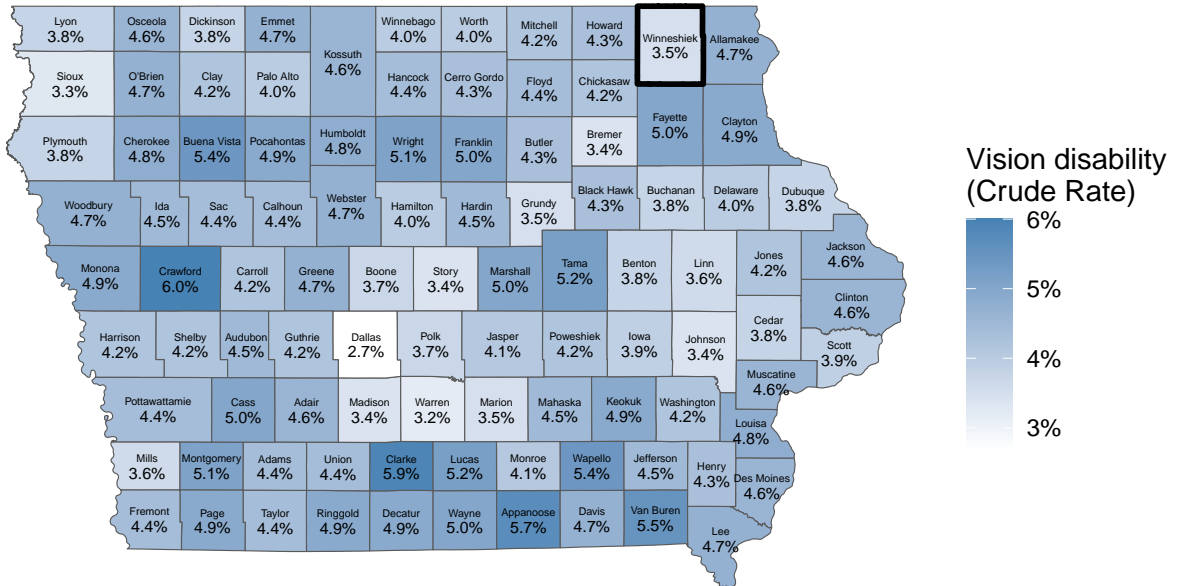 Lyon
3.8%
Osceola
4.6%
Dickinson
3.8%
Emmet
4.7%
Kossuth
4.6%
Winnebago
4.0%
Worth
4.0%
Mitchell
4.2%
Howard
4.3%
Winneshiek
3.5%
Allamakee
4.7%
Sioux
3.3%
O'Brien
4.7%
Clay
4.2%
Palo Alto
4.0%
Hancock
4.4%
Cerro Gordo
4.3%
Floyd
4.4%
Chickasaw
4.2%
Fayette
5.0%
Clayton
4.9%
Plymouth
3.8%
Cherokee
4.8%
Buena Vista
5.4%
Pocahontas
4.9%
Humboldt
4.8%
Wright
5.1%
Franklin
5.0%
Butler
4.3%
Bremer
3.4%
Woodbury
4.7%
Ida
4.5%
Sac
4.4%
Calhoun
4.4%
Webster
4.7%
Hamilton
4.0%
Hardin
4.5%
Grundy
3.5%
Black Hawk
4.3%
Buchanan
3.8%
Delaware
4.0%
Dubuque
3.8%
Monona
4.9%
Crawford
6.0%
Carroll
4.2%
Greene
4.7%
Boone
3.7%
Story
3.4%
Marshall
5.0%
Tama
5.2%
Benton
3.8%
Linn
3.6%
Jones
4.2%
Jackson
4.6%
Clinton
4.6%
Harrison
4.2%
Shelby
4.2%
Audubon
4.5%
Guthrie
4.2%
Dallas
2.7%
Polk
3.7%
Jasper
4.1%
Poweshiek
4.2%
Iowa
3.9%
Johnson
3.4%
Cedar
3.8%
Scott
3.9%
Muscatine
4.6%
Pottawattamie
4.4%
Cass
5.0%
Adair
4.6%
Madison
3.4%
Warren
3.2%
Marion
3.5%
Mahaska
4.5%
Keokuk
4.9%
Washington
4.2%
Louisa
4.8%
Mills
3.6%
Montgomery
5.1%
Adams
4.4%
Union
4.4%
Clarke
5.9%
Lucas
5.2%
Monroe
4.1%
Wapello
5.4%
Jefferson
4.5%
Henry
4.3%
Des Moines
4.6%
Fremont
4.4%
Page
4.9%
Taylor
4.4%
Ringgold
4.9%
Decatur
4.9%
Wayne
5.0%
Appanoose
5.7%
Davis
4.7%
Van Buren
5.5%
Lee
4.7%
Vision disability
(Crude Rate)
6%
5%
4%
3%